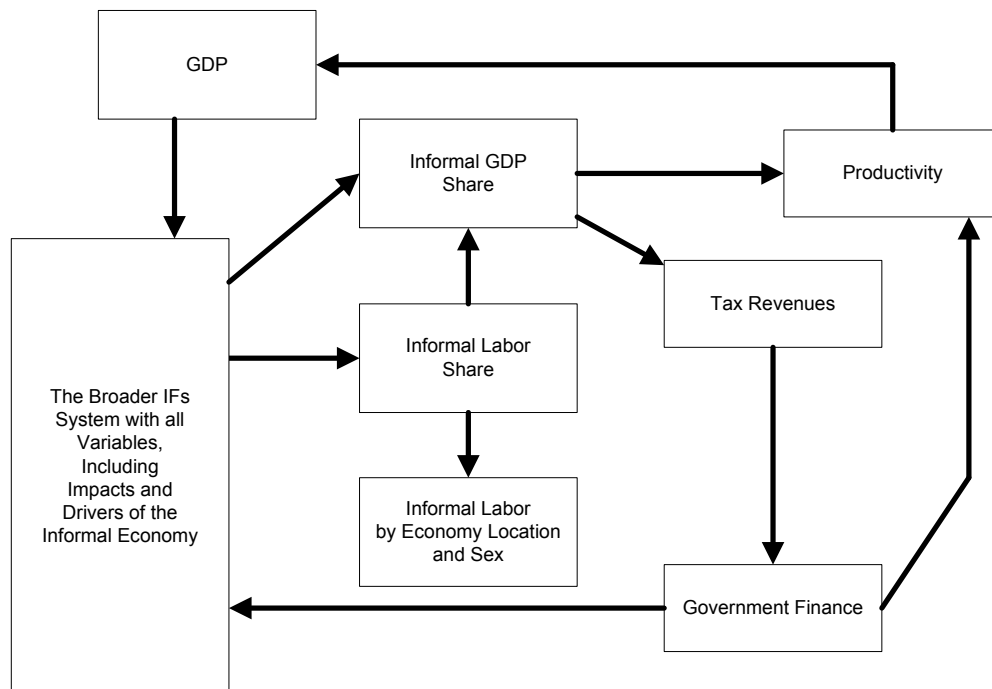 GDP
Informal GDP
Share
Productivity
Tax Revenues
Informal Labor
Share
The Broader IFs
System with all
Variables,
Including
Impacts and
Drivers of the
Informal Economy
Informal Labor
by Economy Location
and Sex
Government Finance